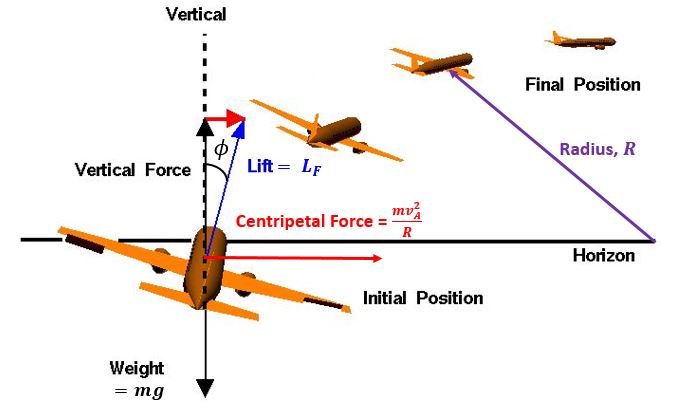 Vertical
Final Position
Radius, R
ϕ
Vertical Force
Lift = L_F
Centripetal Force = mv_A^2/R
Horizon
Initial Position
Weight
= mg